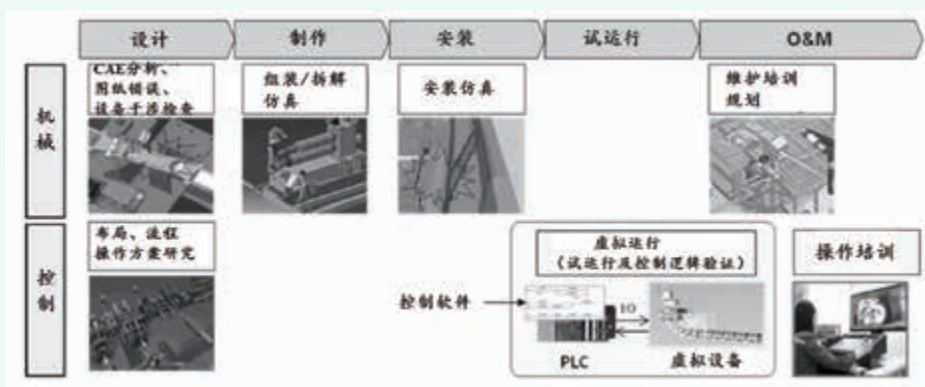 设计
制作
安装
试运行
O&M
机械
CAE分析、
图纸错误、
设备干涉检查
组装/拆解
仿真
安装仿真
维护培训
规划
控制
布局、流程
操作方案研究
虚拟运行
(试运行及控制逻辑验证)
操作培训
控制软件
IO
PLC
虚拟设备